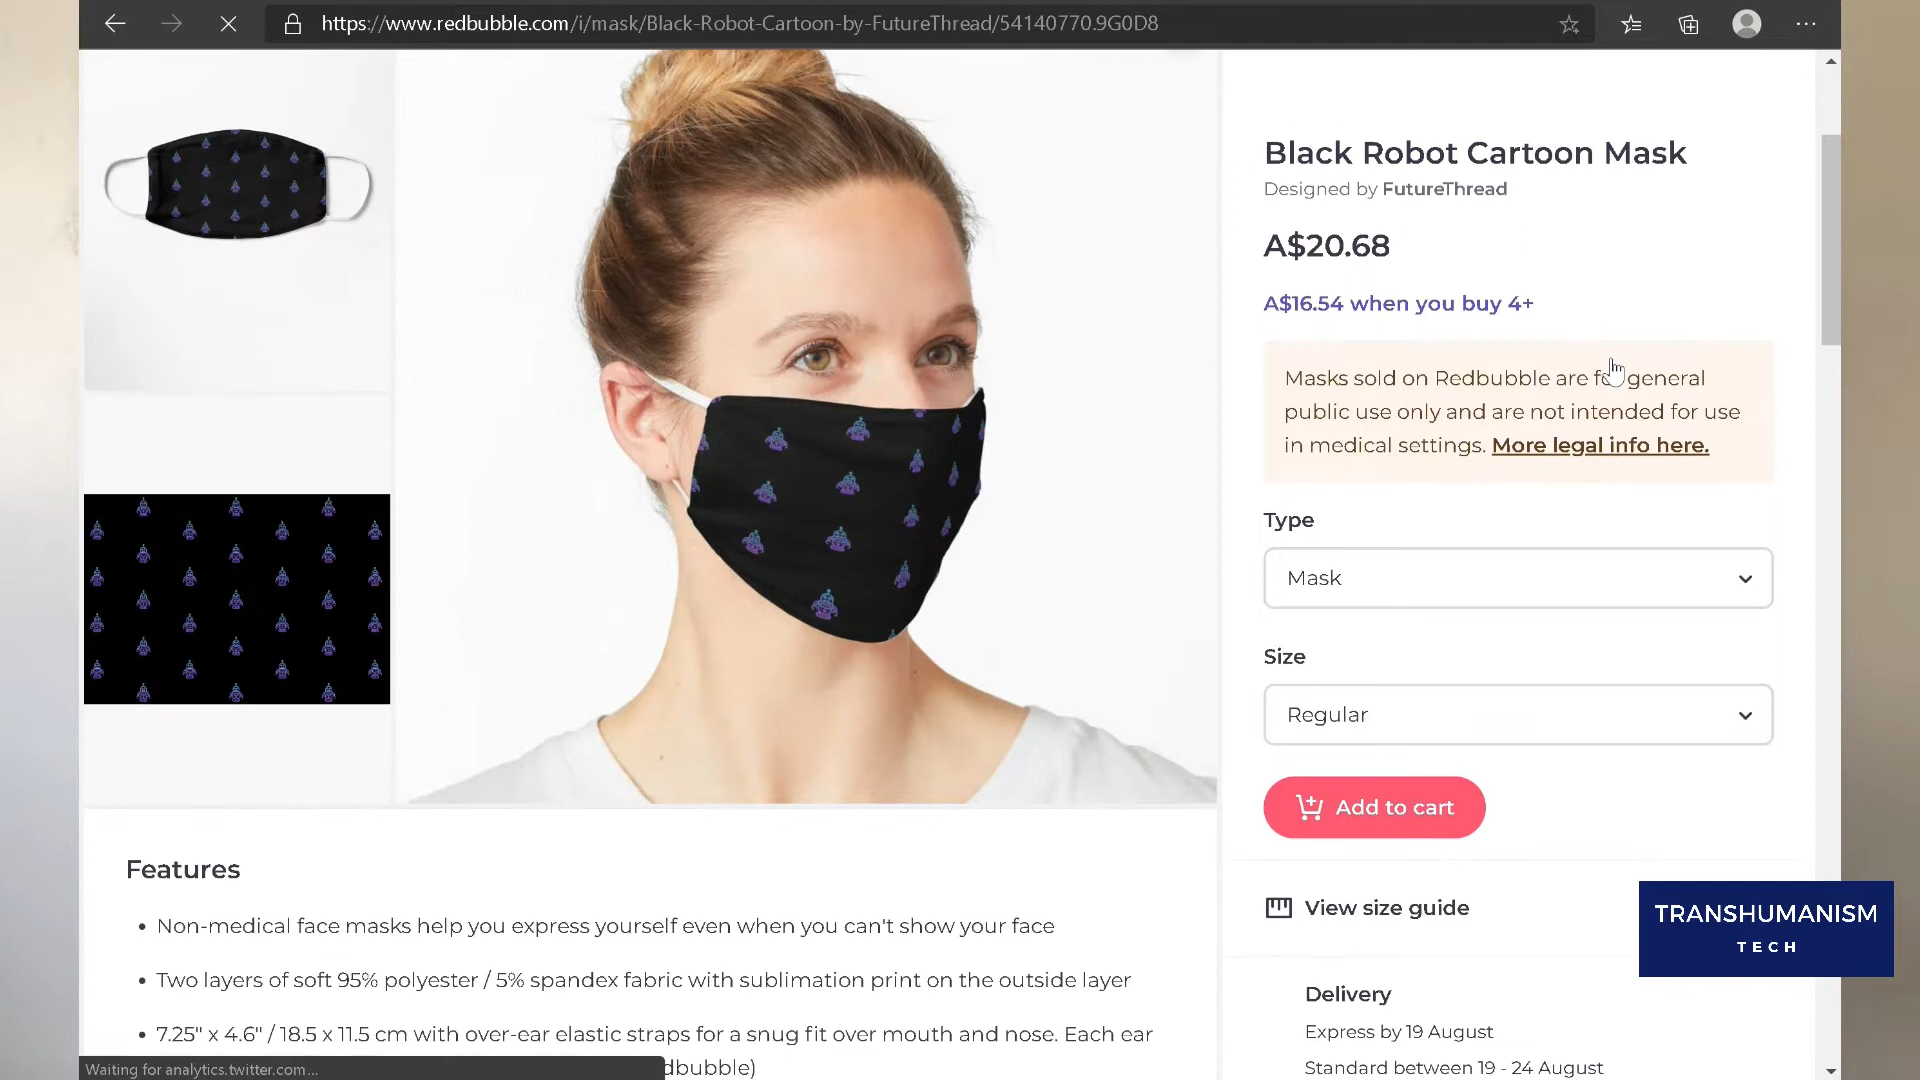 https://www.redbubble.com/i/mask/Black-Robot-Cartoon-by-FutureThread/54140770.9G0D8
Black Robot Cartoon Mask
Designed by FutureThread
A$20.68
A$16.54 when you buy 4+
Masks sold on Redbubble are for general
public use only and are not intended for use
in medical settings. More legal info here.
Type
Mask
Size
Regular
Add to cart
View size guide
Delivery
Express by 19 August
Standard between 19 - 24 August
Features
• Non-medical face masks help you express yourself even when you can't show your face
• Two layers of soft 95% polyester / 5% spandex fabric with sublimation print on the outside layer
• 7.25" x 4.6" / 18.5 x 11.5 cm with over-ear elastic straps for a snug fit over mouth and nose. Each ear
dbubble)
Waiting for analytics.twitter.com...
TRANSHUMANISM
TECH